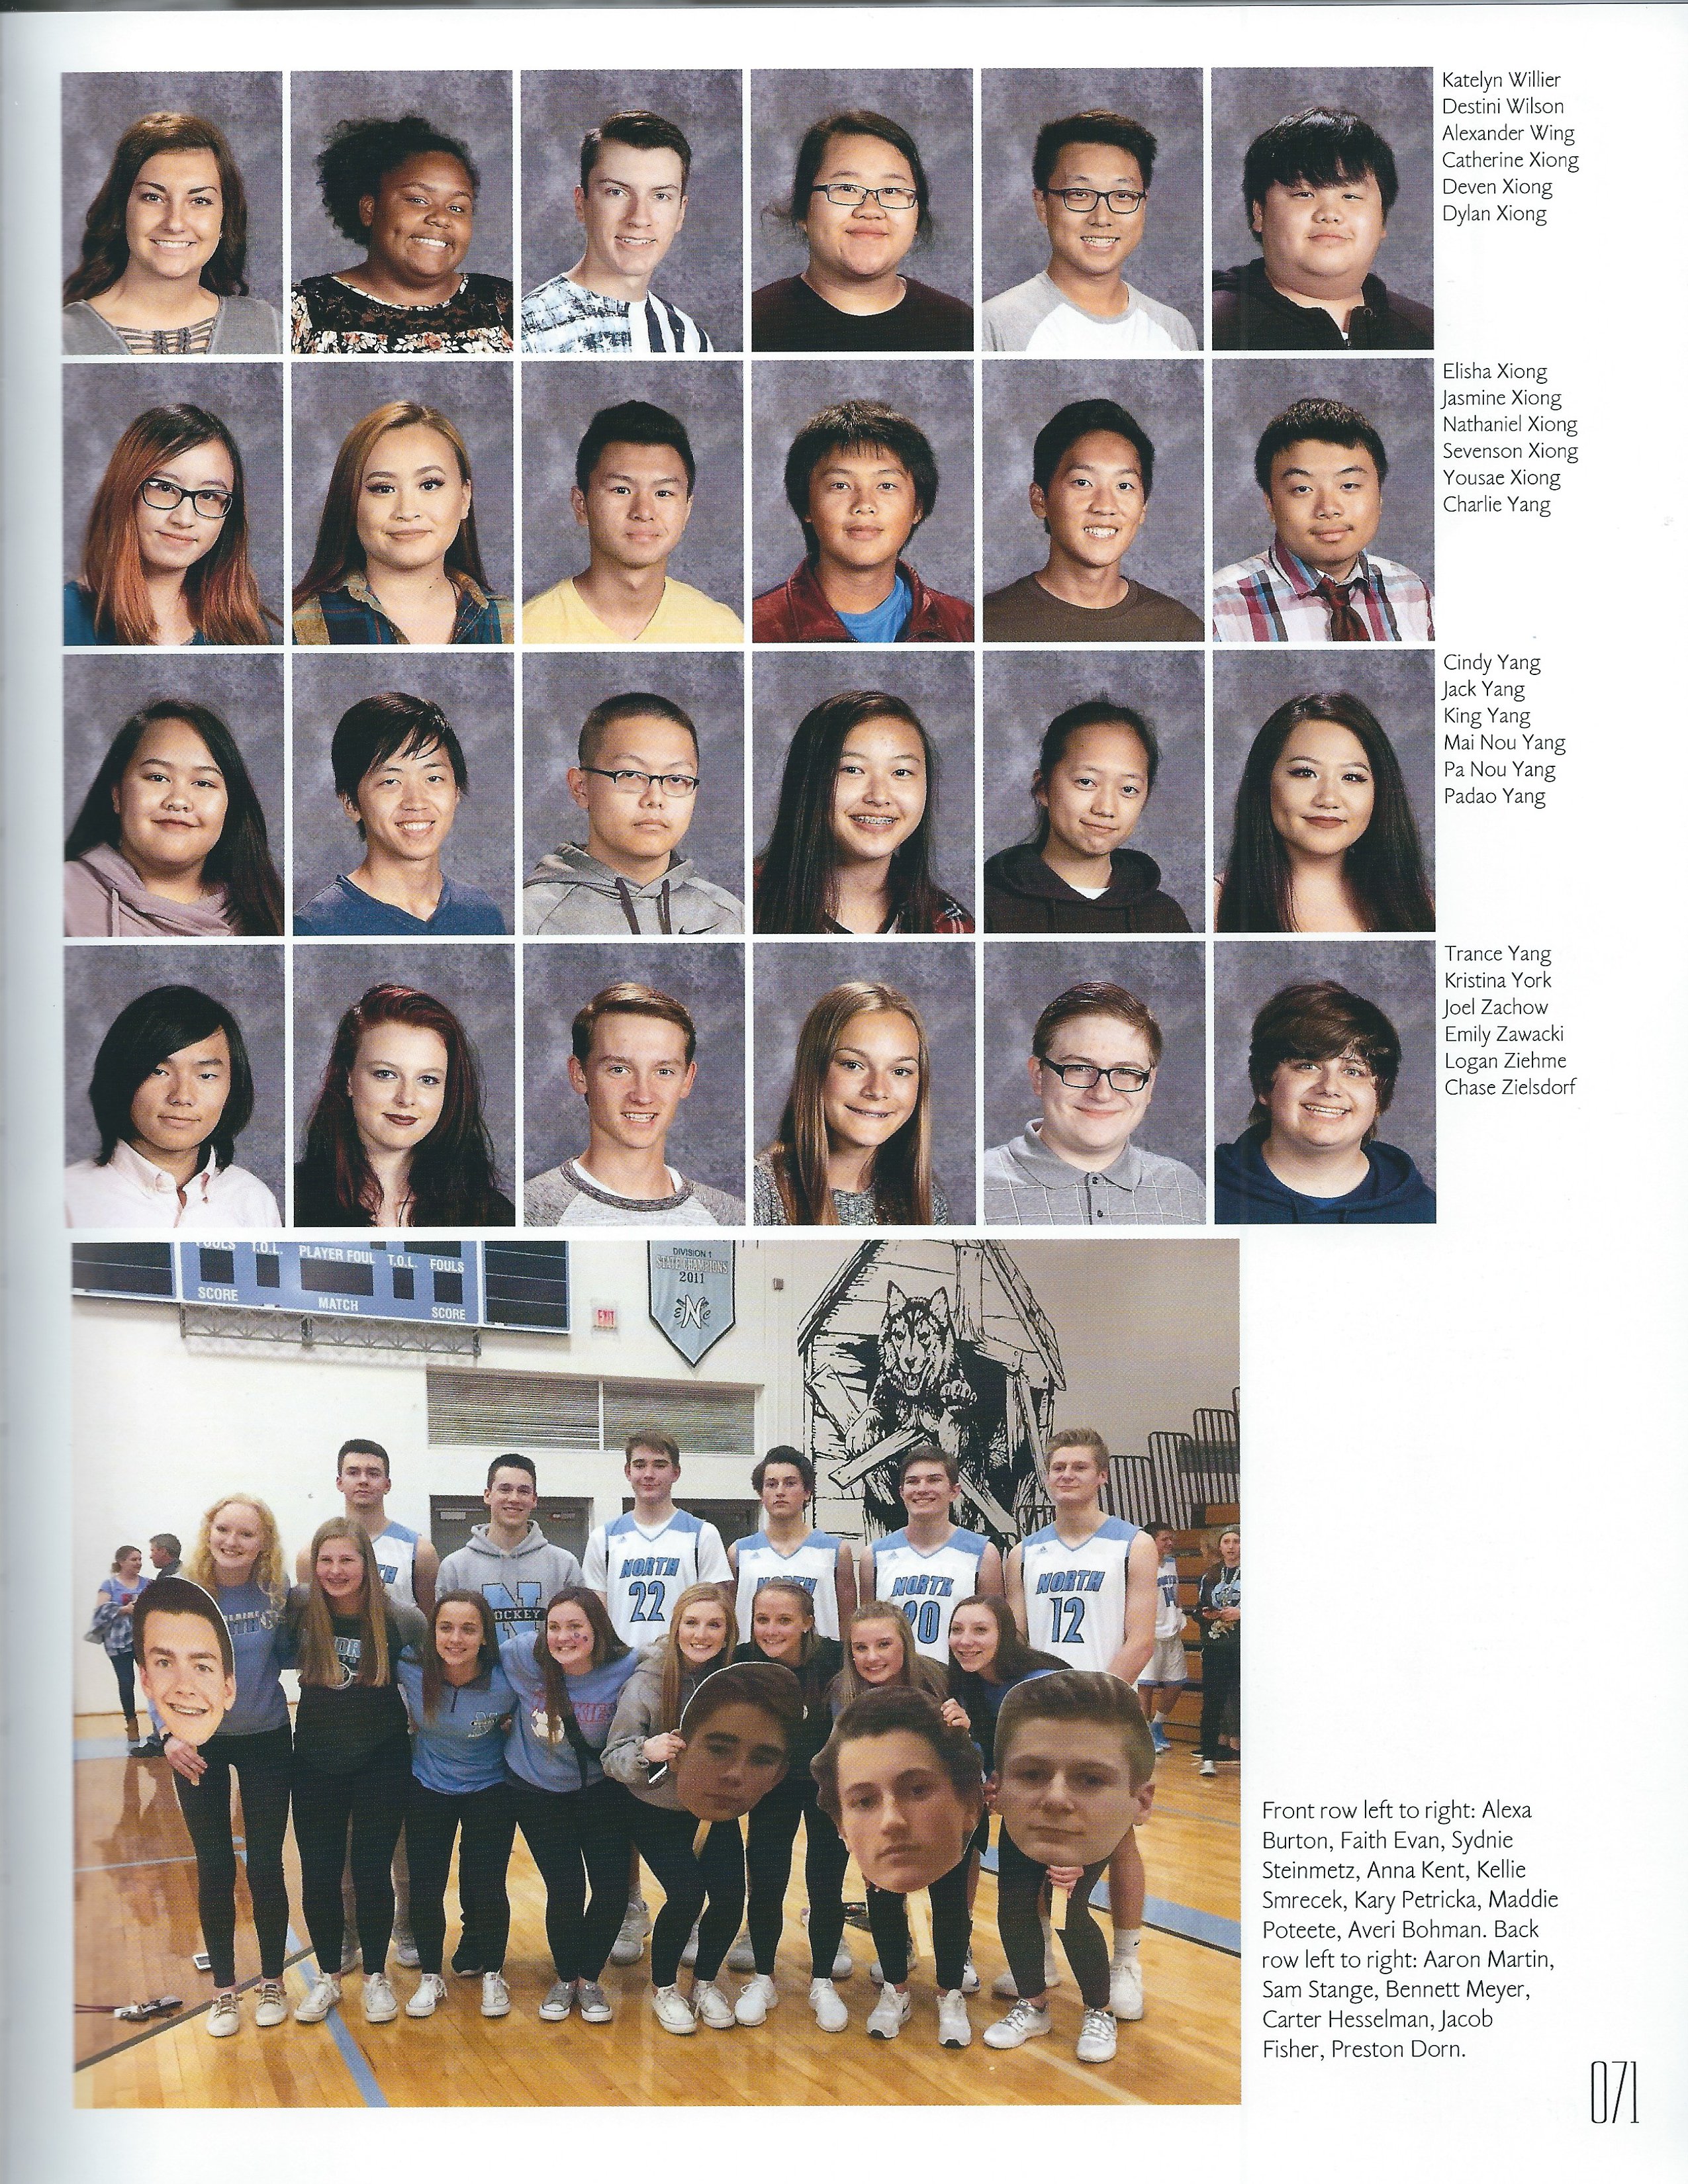 Katelyn Willier
Destini Wilson
Alexander Wing
Catherine Xiong
Deven Xiong
Dylan Xiong
Elisha Xiong
Jasmine Xiong
Nathaniel Xiong
Sevenson Xiong
Yousae Xiong
Charlie Yang
Cindy Yang
Jack Yang
King Yang
Mai Nou Yang
Pa Nou Yang
Padao Yang
Trance Yang
Kristina York
Joel Zachow
Emily Zawacki
Logan Ziehme
Chase Zielsdorf
FOULS T.O.L. PLAYER FOUL T.O.L. FOULS
SCORE MATCH SCORE
EXIT
DIVISION 1
STATE CHAMPIONS
2011
N
NORTH
22
NORTH
NORTH
12
N
HOCKEY
Front row left to right: Alexa
Burton, Faith Evan, Sydnie
Steinmetz, Anna Kent, Kellie
Smrecek, Kary Petricka, Maddie
Poteete, Averi Bohman. Back
row left to right: Aaron Martin,
Sam Stange, Bennett Meyer,
Carter Hesselman, Jacob
Fisher, Preston Dorn.
071